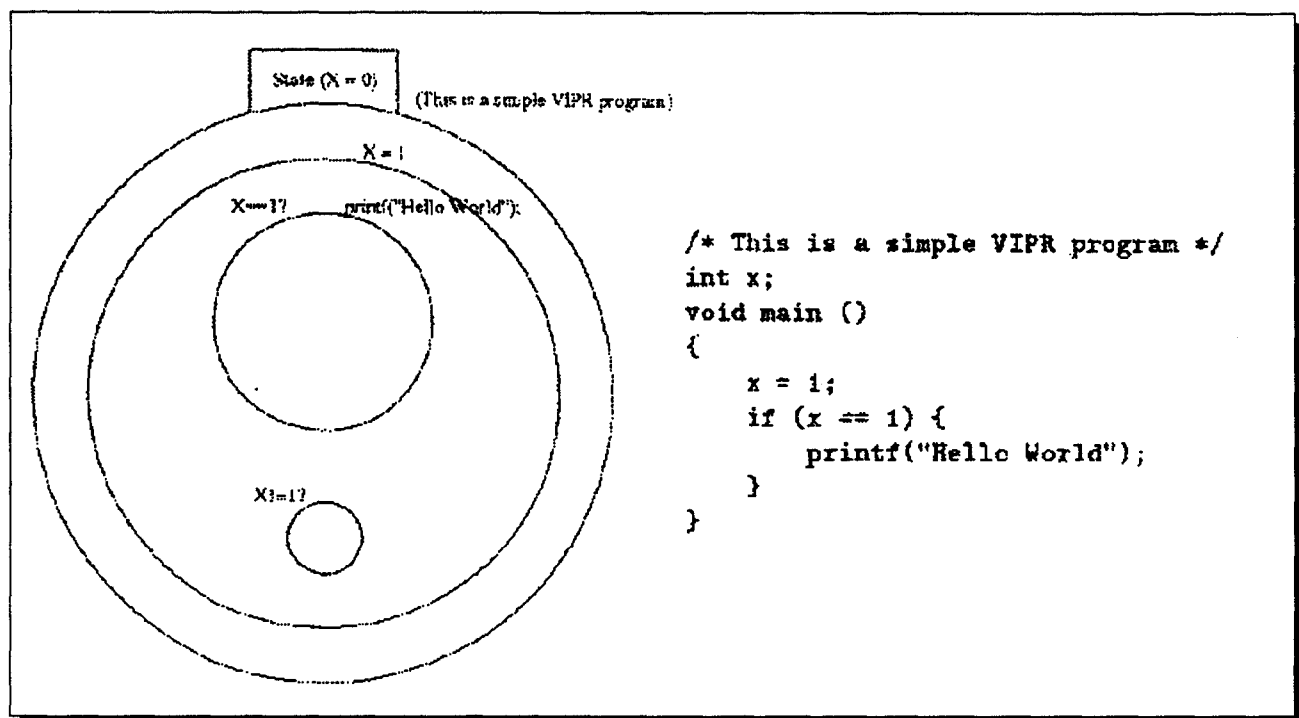 State (X = 0)
(This is a simple VIPR program)
X = 1
X==1? printf("Hello World");
X!=1?
/* This is a simple VIPR program */
int x;
void main ()
{
x = 1;
if (x == 1) {
printf("Hello World");
}
}